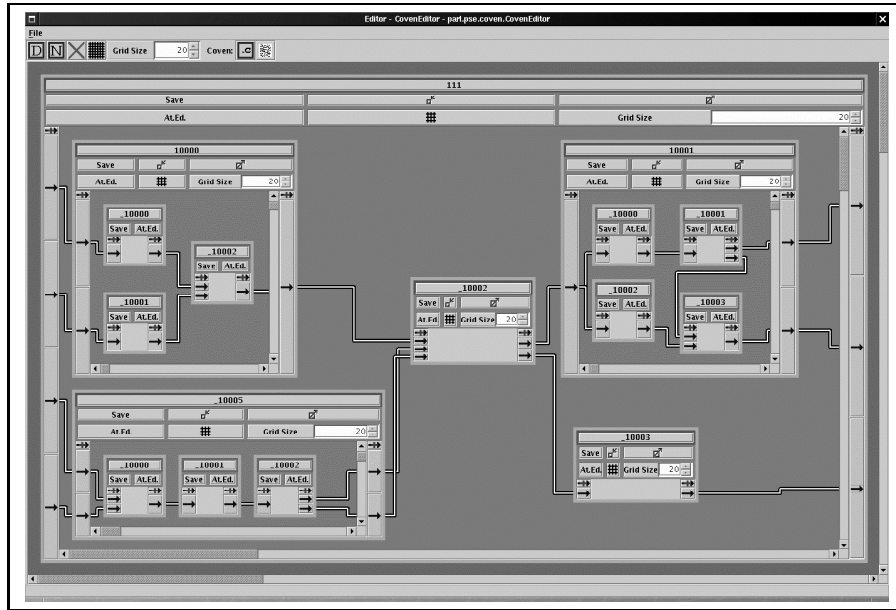 Editor - CovenEditor - parl.pse.coven.CovenEditor
File
D N Grid Size 20 Coven: .c
111
Save
At.Ed. Grid Size 20
10000
Save
At.Ed. Grid Size 20
_10000
Save At.Ed.
_10002
Save At.Ed.
_10001
Save At.Ed.
10001
Save
At.Ed. Grid Size 20
_10000
Save At.Ed.
_10001
Save At.Ed.
_10002
Save At.Ed.
_10003
Save At.Ed.
_10002
Save
At.Ed. Grid Size 20
_10005
Save
At.Ed. Grid Size 20
_10000
Save At.Ed.
_10001
Save At.Ed.
_10002
Save At.Ed.
_10003
Save
At.Ed. Grid Size 20